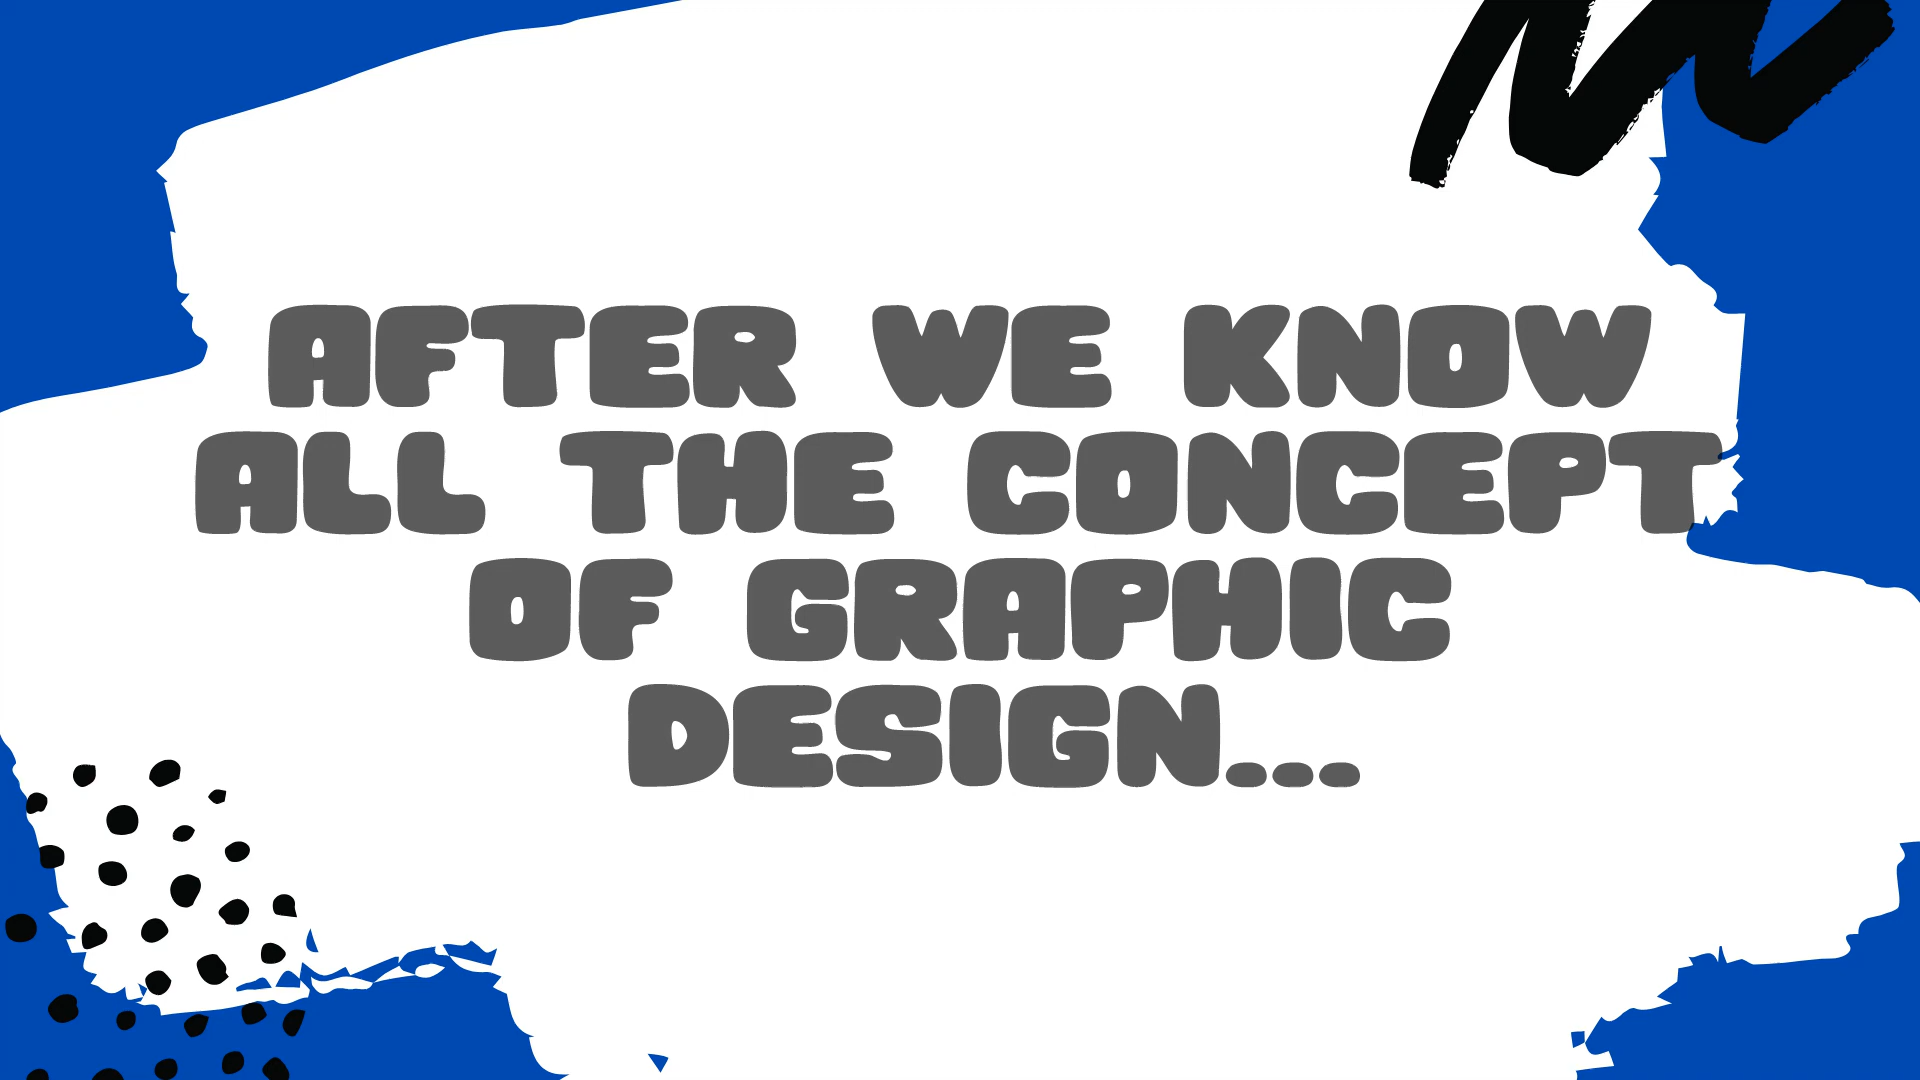 AFTER WE KNOW
ALL THE CONCEPT
OF GRAPHIC
DESIGN...